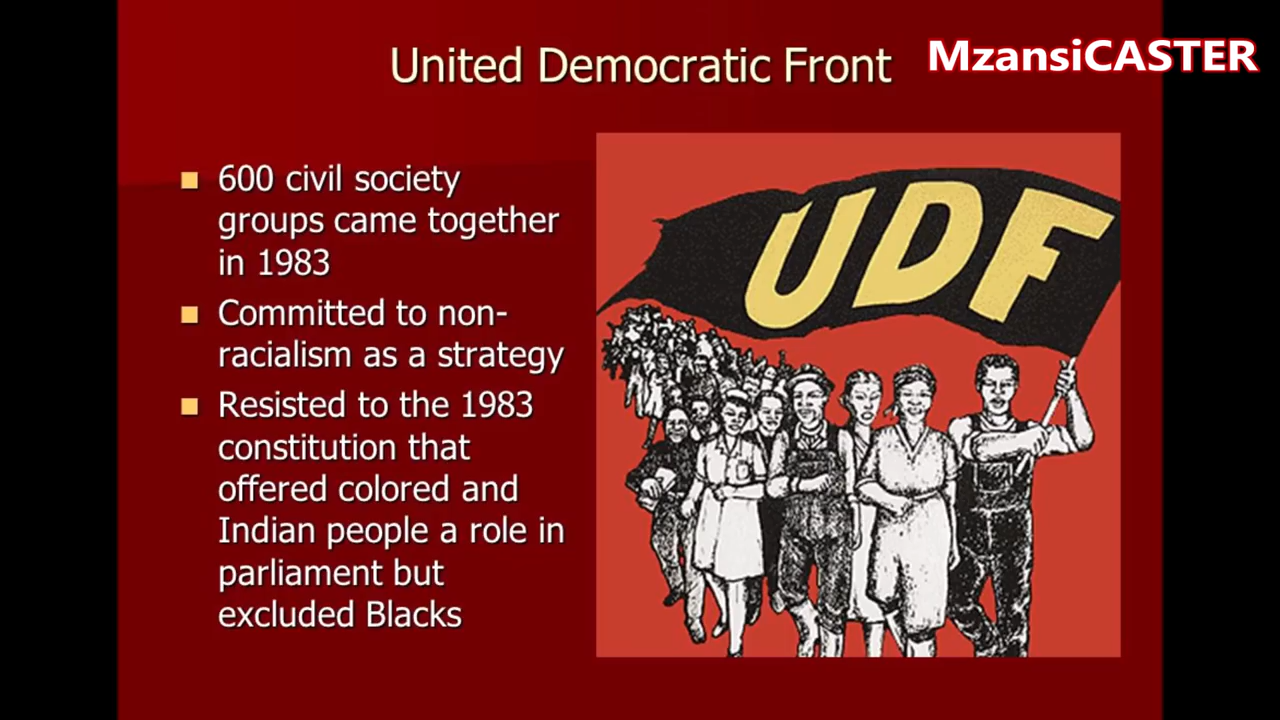 United Democratic Front
MzansiCASTER
600 civil society
groups came together
in 1983
Committed to non-
racialism as a strategy
Resisted to the 1983
constitution that
offered colored and
Indian people a role in
parliament but
excluded Blacks
UDF